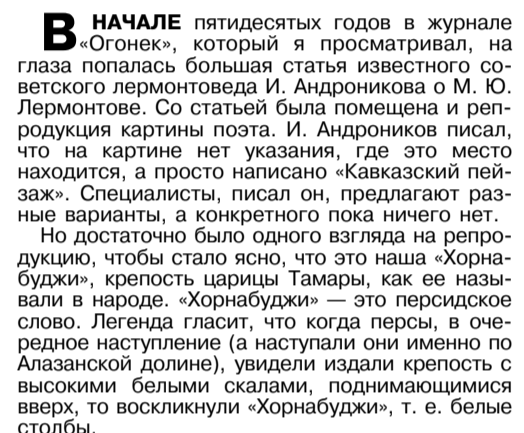 В НАЧАЛЕ пятидесятых годов в журнале
«Огонек», который я просматривал, на
глаза попалась большая статья известного со-
ветского лермонтоведа И. Андроникова о М. Ю.
Лермонтове. Со статьей была помещена и реп-
родукция картины поэта. И. Андроников писал,
что на картине нет указания, где это место
находится, а просто написано «Кавказский пей-
заж». Специалисты, писал он, предлагают раз-
ные варианты, а конкретного пока ничего нет.
Но достаточно было одного взгляда на репро-
дукцию, чтобы стало ясно, что это наша «Хорна-
буджи», крепость царицы Тамары, как ее назы-
вали в народе. «Хорнабуджи» — это персидское
слово. Легенда гласит, что когда персы, в оче-
редное наступление (а наступали они именно по
Алазанской долине), увидели издали крепость с
высокими белыми скалами, поднимающимися
вверх, то воскликнули «Хорнабуджи», т. е. белые
столбы.